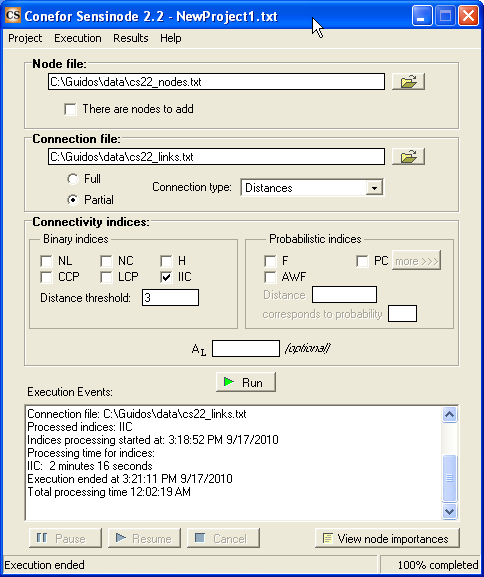 CS Conefor Sensinode 2.2 - NewProject1.txt
Project Execution Results Help
Node file:
C:\Guidos\data\cs22_nodes.txt
There are nodes to add
Connection file:
C:\Guidos\data\cs22_links.txt
Full
Partial
Connection type: Distances
Connectivity indices:
Binary indices
NL NC H
CCP LCP IIC
Distance threshold: 3
Probabilistic indices
F PC more >>>
AWF
Distance
corresponds to probability
AL (optional)
Run
Execution Events:
Connection file: C:\Guidos\data\cs22_links.txt
Processed indices: IIC
Indices processing started at: 3:18:52 PM 9/17/2010
Processing time for indices:
IIC: 2 minutes 16 seconds
Execution ended at 3:21:11 PM 9/17/2010
Total processing time 12:02:19 AM
Pause Resume Cancel View node importances
Execution ended 100% completed